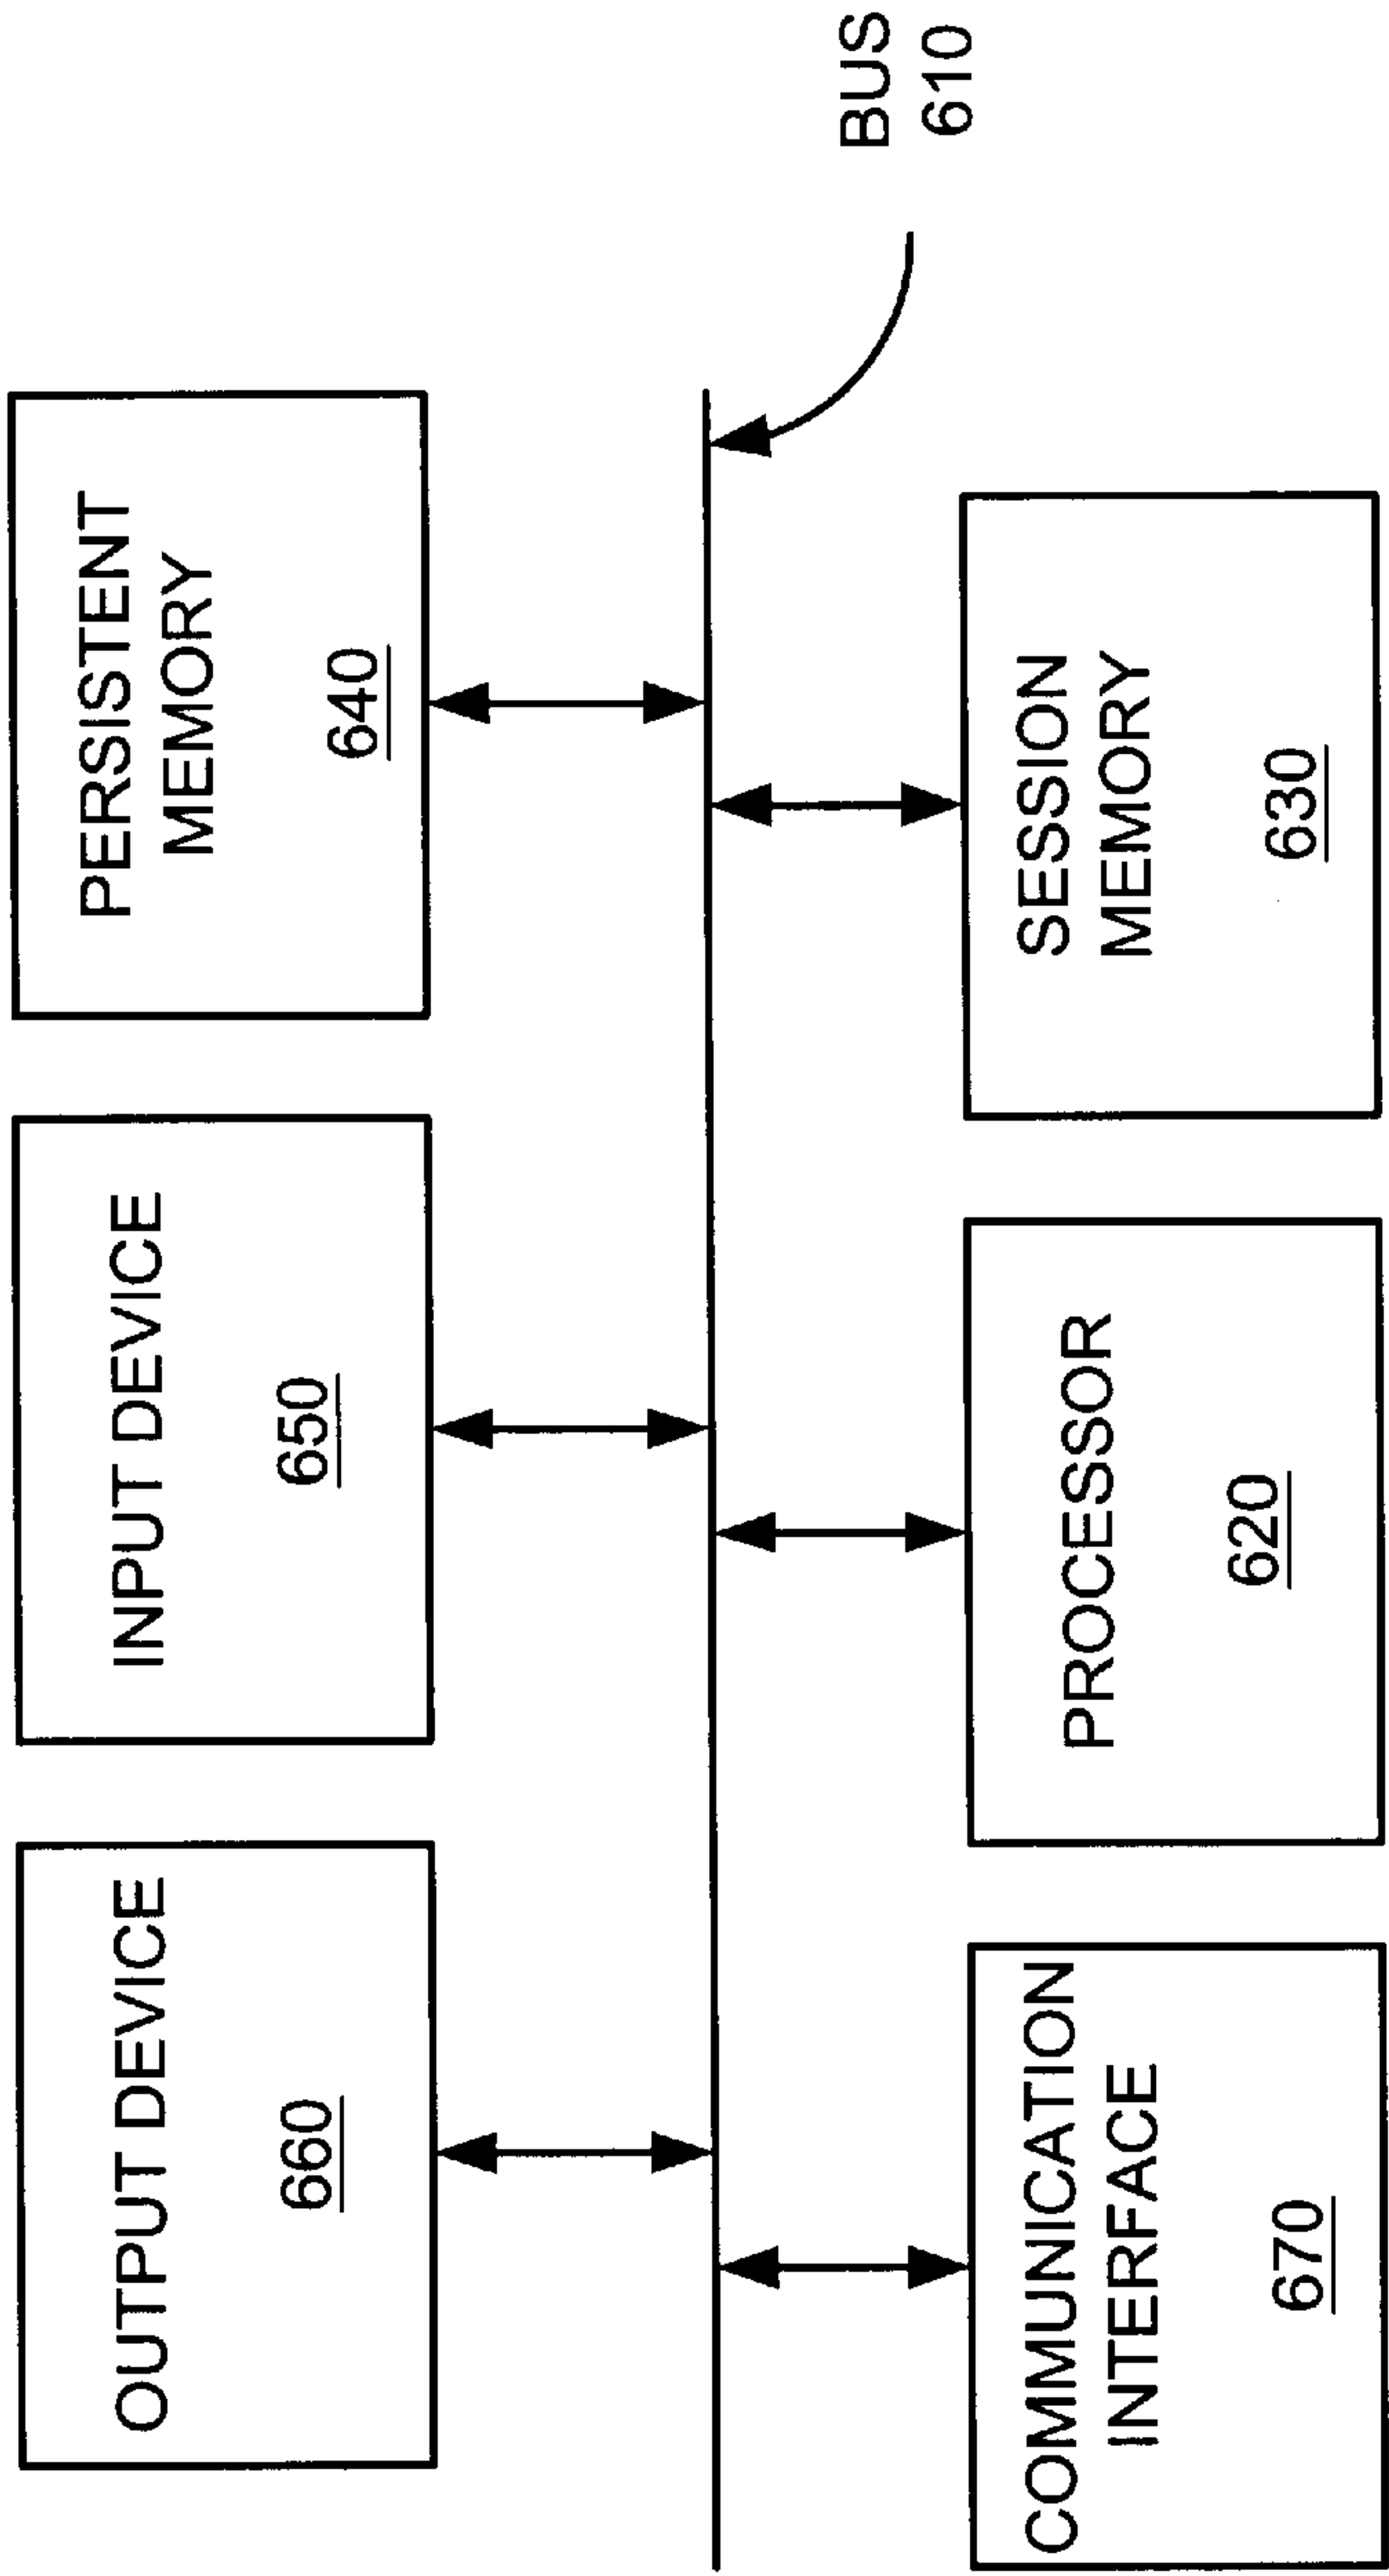 OUTPUT DEVICE
660
INPUT DEVICE
650
PERSISTENT
MEMORY
640
BUS
610
COMMUNICATION
INTERFACE
670
PROCESSOR
620
SESSION
MEMORY
630